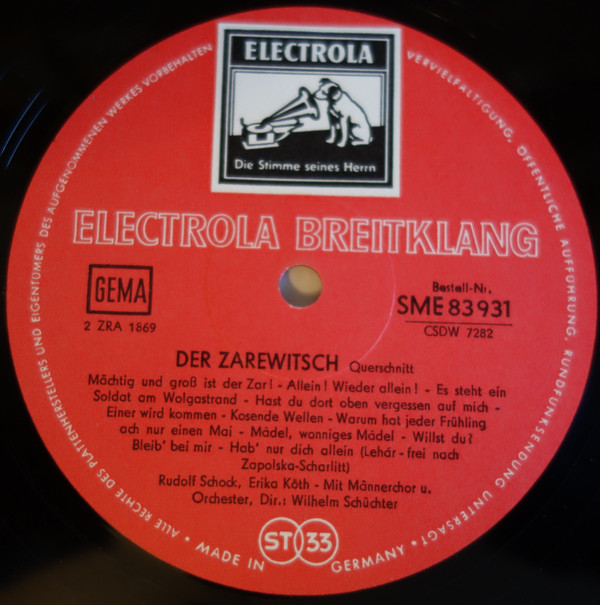 ELECTROLA
Die Stimme seines Herrn
ELECTROLA BREITKLANG
GEMA
2 ZRA 1869
Bestell-Nr.
SME 83 931
CSDW 7282
DER ZAREWITSCH Querschnitt
Mächtig und groß ist der Zar! - Allein! Wieder allein! - Es steht ein
Soldat am Wolgastrand - Hast du dort oben vergessen auf mich -
Einer wird kommen - Kosende Wellen - Warum hat jeder Frühling
ach nur einen Mai - Mädel, wonniges Mädel - Willst du?
Bleib' bei mir - Hab' nur dich allein (Lehár - frei nach
Zapolska-Scharlitt)
Rudolf Schock, Erika Köth - Mit Männerchor u.
Orchester, Dir.: Wilhelm Schüchter
ST 33
MADE IN GERMANY
• ALLE RECHTE DES PLATTENHERSTELLERS UND EIGENTÜMERS DES AUFGENOMMENEN WERKES VORBEHALTEN
VERVIELFÄLTIGUNG, ÖFFENTLICHE AUFFÜHRUNG, RUNDFUNKSENDUNG UNTERSAGT •